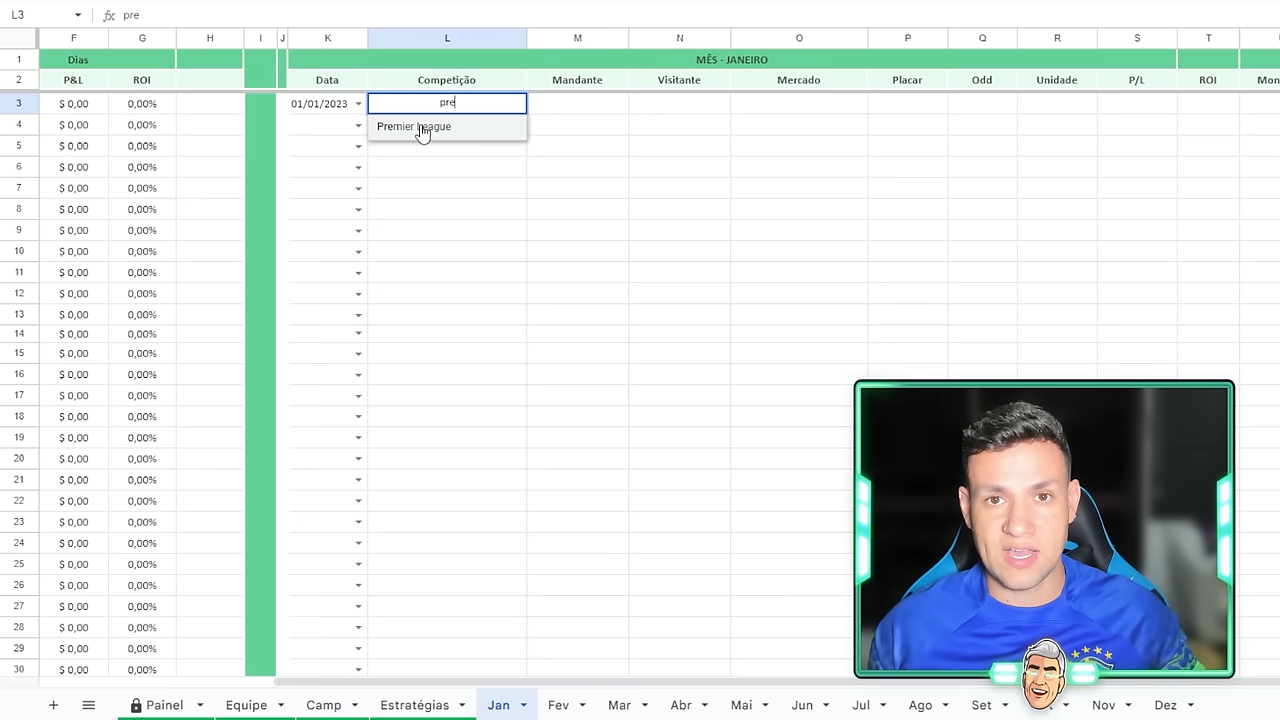 L3 pre
F G H I J K L M N O P Q R S T
1 Dias MÊS - JANEIRO
2 P&L ROI Data Competição Mandante Visitante Mercado Placar Odd Unidade P/L ROI
3 $ 0,00 0,00% 01/01/2023 pre
4 $ 0,00 0,00% Premier League
5 $ 0,00 0,00%
6 $ 0,00 0,00%
7 $ 0,00 0,00%
8 $ 0,00 0,00%
9 $ 0,00 0,00%
10 $ 0,00 0,00%
11 $ 0,00 0,00%
12 $ 0,00 0,00%
13 $ 0,00 0,00%
14 $ 0,00 0,00%
15 $ 0,00 0,00%
16 $ 0,00 0,00%
17 $ 0,00 0,00%
18 $ 0,00 0,00%
19 $ 0,00 0,00%
20 $ 0,00 0,00%
21 $ 0,00 0,00%
22 $ 0,00 0,00%
23 $ 0,00 0,00%
24 $ 0,00 0,00%
25 $ 0,00 0,00%
26 $ 0,00 0,00%
27 $ 0,00 0,00%
28 $ 0,00 0,00%
29 $ 0,00 0,00%
30 $ 0,00 0,00%
Painel Equipe Camp Estratégias Jan Fev Mar Abr Mai Jun Jul Ago Set Nov Dez